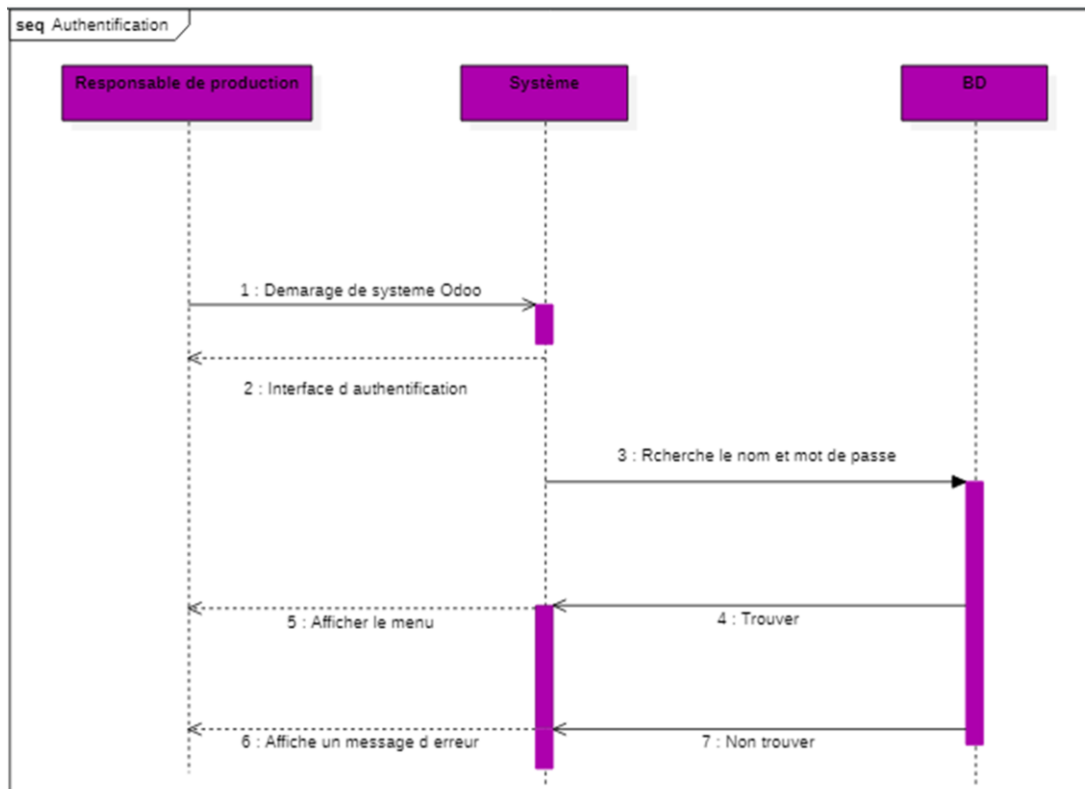 seq Authentification
Responsable de production
Système
BD
1 : Demarage de systeme Odoo
2 : Interface d authentification
3 : Rcherche le nom et mot de passe
5 : Afficher le menu
4 : Trouver
6 : Affiche un message d erreur
7 : Non trouver